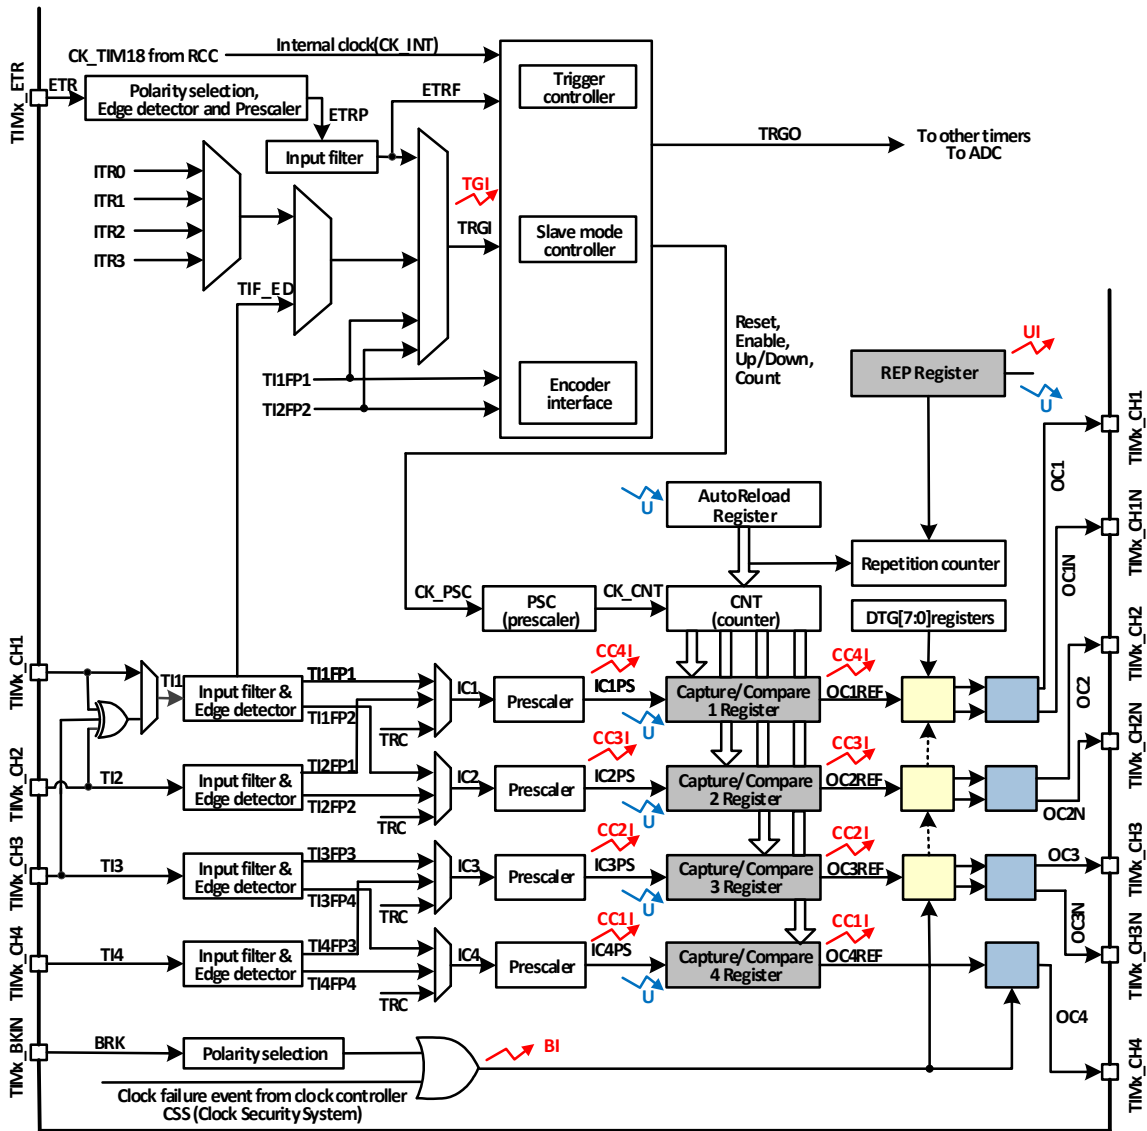 CK_TIM18 from RCC
Internal clock(CK_INT)
TIMx_ETR
ETR
Polarity selection,
Edge detector and Prescaler
ETRP
ETRF
Input filter
Trigger
controller
TRGO
To other timers
To ADC
ITR0
ITR1
ITR2
ITR3
TGI
TRGI
Slave mode
controller
TIF_ED
Reset,
Enable,
Up/Down,
Count
TI1FP1
TI2FP2
Encoder
interface
UI
REP Register
U
U
AutoReload
Register
Repetition counter
CK_PSC
PSC
(prescaler)
CK_CNT
CNT
(counter)
DTG[7:0]registers
OC1
TIMx_CH1
OC1N
TIMx_CH1N
TIMx_CH1
TI1
Input filter &
Edge detector
TI1FP1
TI1FP2
TRC
IC1
Prescaler
CC4I
IC1PS
U
Capture/Compare
1 Register
CC4I
OC1REF
OC2
TIMx_CH2
TIMx_CH2
TI2
Input filter &
Edge detector
TI2FP1
TI2FP2
TRC
IC2
Prescaler
CC3I
IC2PS
U
Capture/Compare
2 Register
CC3I
OC2REF
OC2N
TIMx_CH2N
TIMx_CH3
TI3
Input filter &
Edge detector
TI3FP3
TI3FP4
TRC
IC3
Prescaler
CC2I
IC3PS
U
Capture/Compare
3 Register
CC2I
OC3REF
OC3
TIMx_CH3
OC3N
TIMx_CH3N
TIMx_CH4
TI4
Input filter &
Edge detector
TI4FP3
TI4FP4
TRC
IC4
Prescaler
CC1I
IC4PS
U
Capture/Compare
4 Register
CC1I
OC4REF
OC4
TIMx_CH4
TIMx_BKIN
BRK
Polarity selection
BI
Clock failure event from clock controller
CSS (Clock Security System)